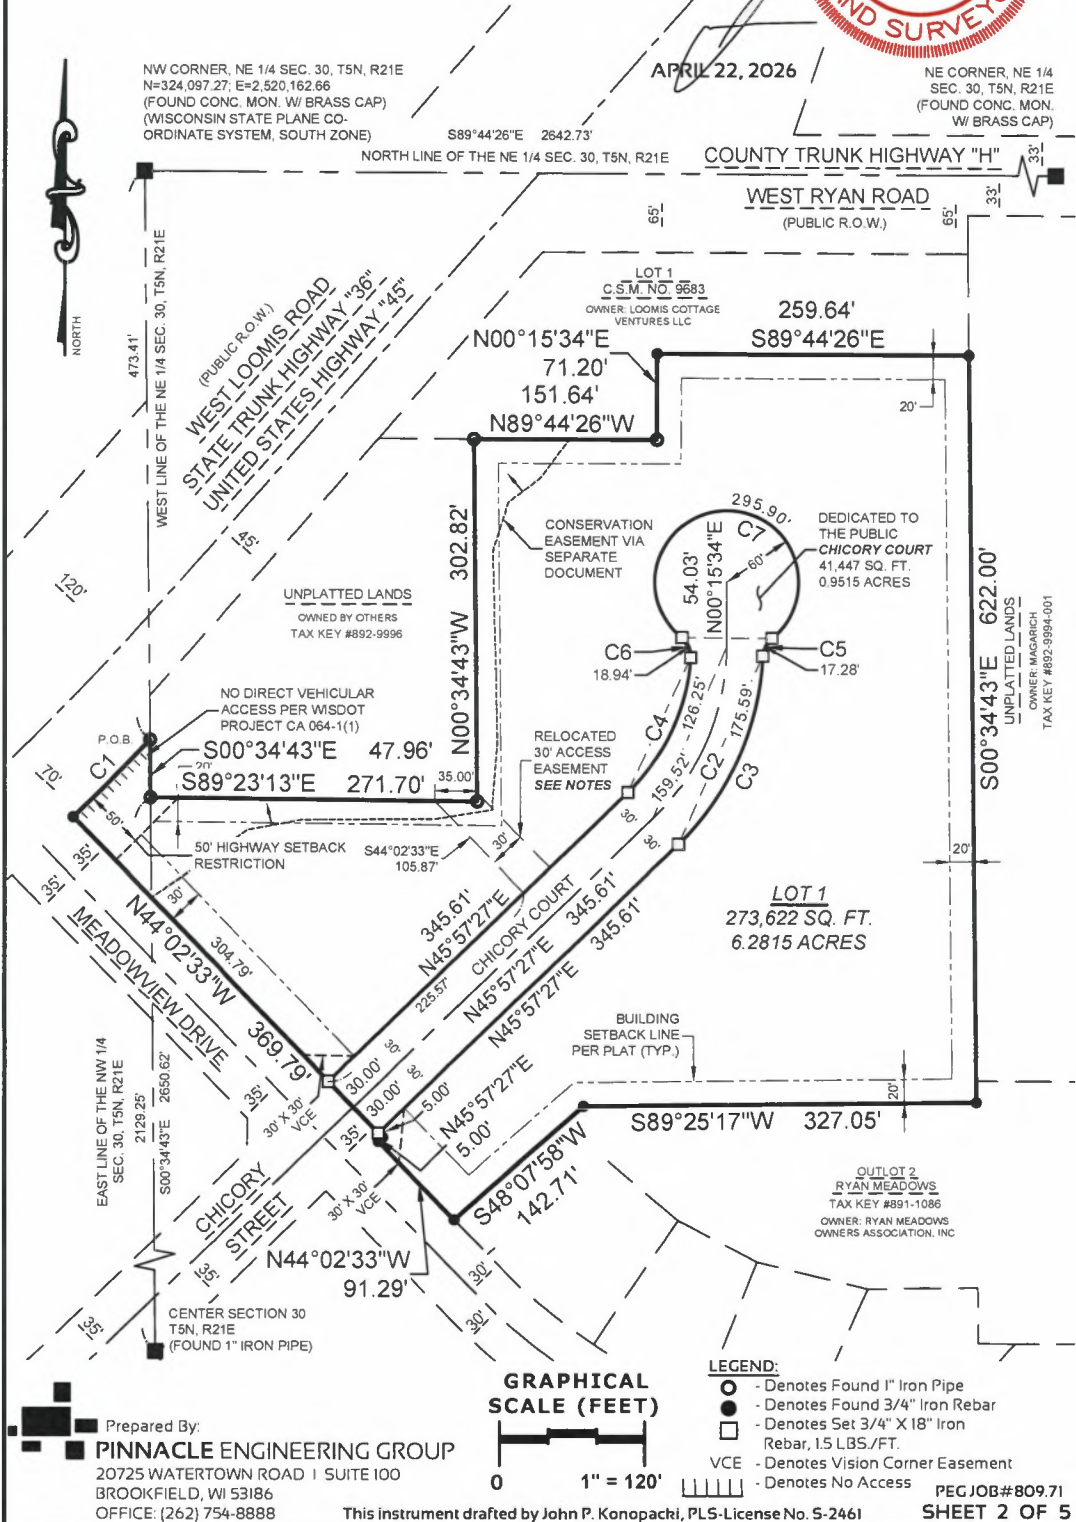 AND SURVEYO
APRIL 22, 2026
NW CORNER, NE 1/4 SEC. 30, T5N, R21E
N=324,097.27; E=2,520,162.66
(FOUND CONC. MON. W/ BRASS CAP)
(WISCONSIN STATE PLANE CO-
ORDINATE SYSTEM, SOUTH ZONE)
NE CORNER, NE 1/4
SEC. 30, T5N, R21E
(FOUND CONC. MON.
W/ BRASS CAP)
S89°44'26"E 2642.73'
NORTH LINE OF THE NE 1/4 SEC. 30, T5N, R21E
COUNTY TRUNK HIGHWAY "H"
33'
WEST RYAN ROAD
(PUBLIC R.O.W.)
65'
65'
33'
NORTH
473.41'
WEST LINE OF THE NE 1/4 SEC. 30, T5N, R21E
(PUBLIC R.O.W.)
WEST LOOMIS ROAD
STATE TRUNK HIGHWAY "36"
UNITED STATES HIGHWAY "45"
45'
120'
LOT 1
C.S.M. NO. 9683
OWNER: LOOMIS COTTAGE
VENTURES LLC
259.64'
S89°44'26"E
N00°15'34"E
71.20'
151.64'
N89°44'26"W
20'
N00°34'43"W 302.82'
CONSERVATION
EASEMENT VIA
SEPARATE
DOCUMENT
295.90'
C7
60'
54.03'
N00°15'34"E
DEDICATED TO
THE PUBLIC
CHICORY COURT
41,447 SQ. FT.
0.9515 ACRES
UNPLATTED LANDS
OWNED BY OTHERS
TAX KEY #892-9996
S00°34'43"E 622.00'
UNPLATTED LANDS
OWNER: MAGARICH
TAX KEY #892-9994-001
C6
18.94'
C5
17.28'
NO DIRECT VEHICULAR
ACCESS PER WISDOT
PROJECT CA 064-1(1)
P.O.B.
C1
70'
S00°34'43"E 47.96'
20'
S89°23'13"E 271.70'
35.00'
RELOCATED
30' ACCESS
EASEMENT
SEE NOTES
C4
126.25'
175.59'
159.52'
C2
C3
50'
50' HIGHWAY SETBACK
RESTRICTION
S44°02'33"E
105.87'
30'
30'
30'
20'
35'
35'
35'
30'
MEADOWVIEW DRIVE
N44°02'33"W 369.79'
304.79'
345.61'
N45°57'27"E
225.57'
CHICORY COURT
N45°57'27"E 345.61'
N45°57'27"E 345.61'
LOT 1
273,622 SQ. FT.
6.2815 ACRES
BUILDING
SETBACK LINE
PER PLAT (TYP.)
30'
30'
30.00'
30.00'
5.00'
N45°57'27"E
5.00'
20'
S89°25'17"W 327.05'
S48°07'58"W
142.71'
EAST LINE OF THE NW 1/4
SEC. 30, T5N, R21E
2129.25'
S00°34'43"E 2650.62'
35'
30' X 30'
VCE
35'
30' X 30'
VCE
CHICORY
STREET
35'
35'
N44°02'33"W
91.29'
30'
30'
OUTLOT 2
RYAN MEADOWS
TAX KEY #891-1086
OWNER: RYAN MEADOWS
OWNERS ASSOCIATION, INC
CENTER SECTION 30
T5N, R21E
(FOUND 1" IRON PIPE)
GRAPHICAL
SCALE (FEET)
0 1" = 120'
LEGEND:
- Denotes Found 1" Iron Pipe
- Denotes Found 3/4" Iron Rebar
- Denotes Set 3/4" X 18" Iron
Rebar, 1.5 LBS./FT.
VCE - Denotes Vision Corner Easement
- Denotes No Access
Prepared By:
PINNACLE ENGINEERING GROUP
20725 WATERTOWN ROAD | SUITE 100
BROOKFIELD, WI 53186
OFFICE: (262) 754-8888
This instrument drafted by John P. Konopacki, PLS-License No. S-2461
PEG JOB#809.71
SHEET 2 OF 5